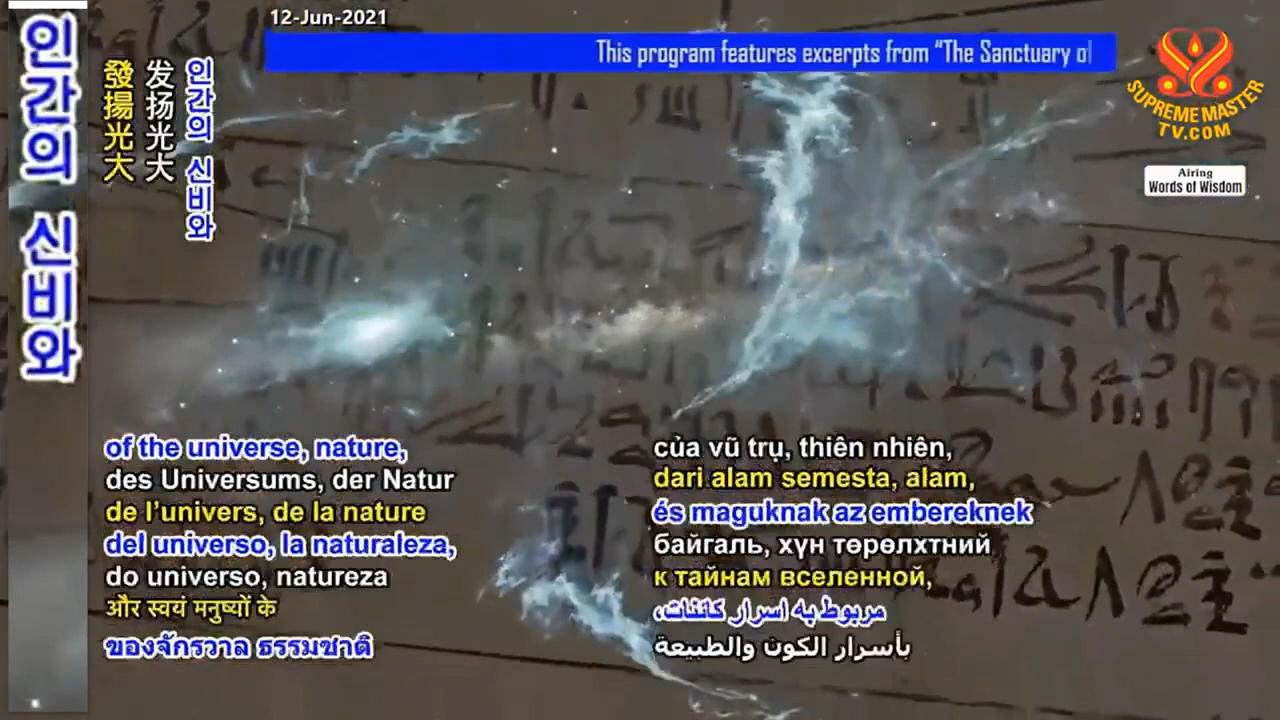 12-Jun-2021
This program features excerpts from “The Sanctuary
SUPREME MASTER
TV.COM
Airing
Words of Wisdom
인간의 신비와
發揚光大
发扬光大
인간의 신비와
of the universe, nature,
des Universums, der Natur
de l’univers, de la nature
del universo, la naturaleza,
do universo, natureza
और स्वयं मनुष्यों के
ของจักรวาล ธรรมชาติ
của vũ trụ, thiên nhiên,
dari alam semesta, alam,
és maguknak az embereknek
байгаль, хүн төрөлхтний
к тайнам вселенной,
مربوط به اسرار کائنات،
بأسرار الكون والطبيعة